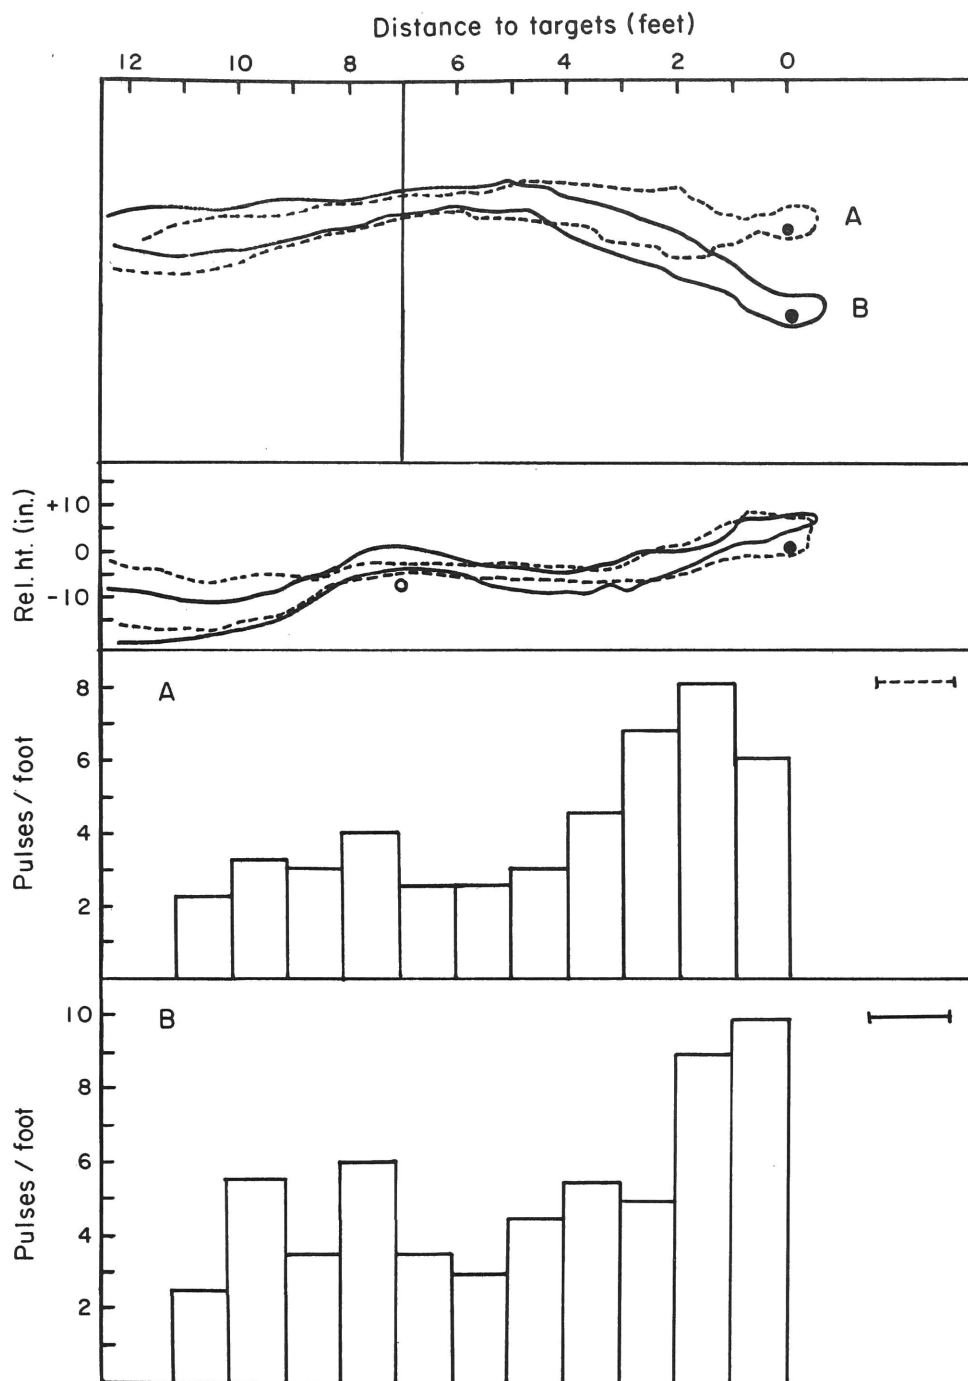 Distance to targets (feet)
12 10 8 6 4 2 0
A
B
Rel. ht. (in.)
+10
0
-10
A
Pulses / foot
8
6
4
2
B
Pulses / foot
10
8
6
4
2